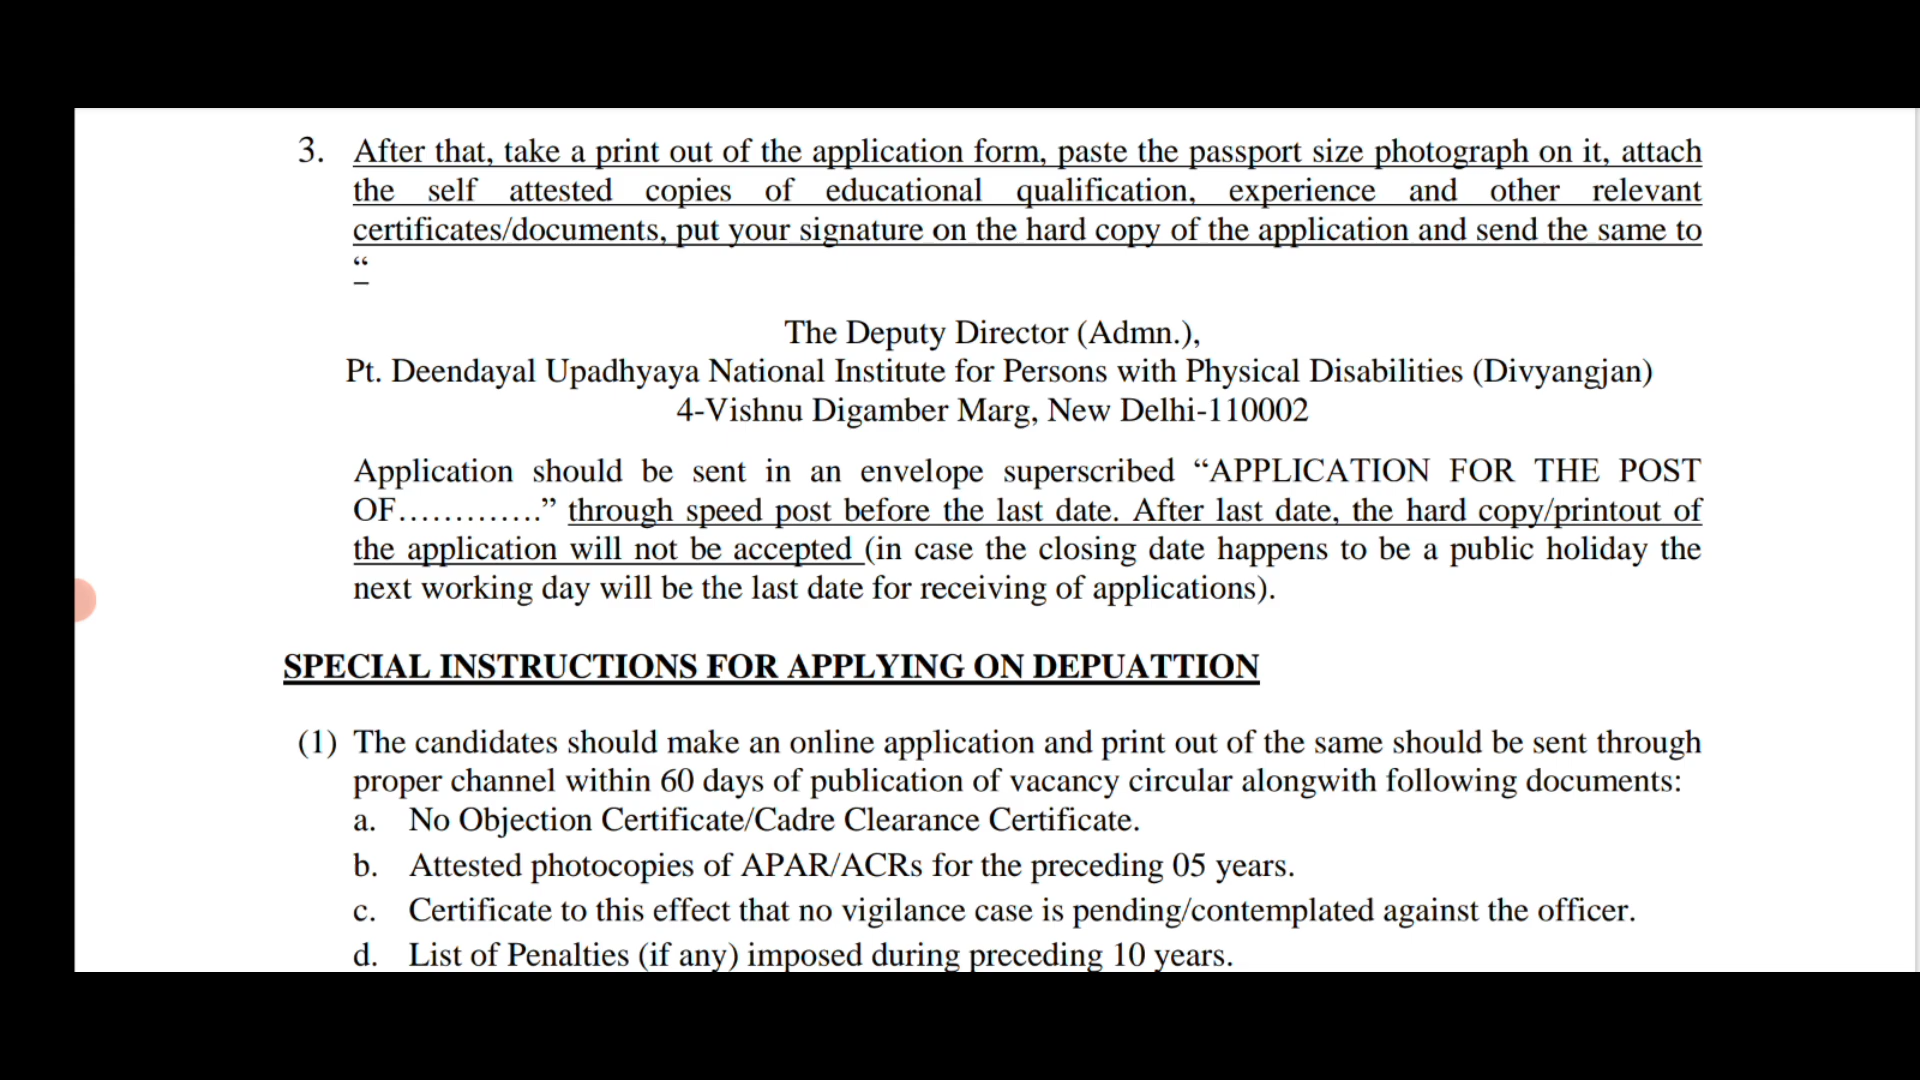 3. After that, take a print out of the application form, paste the passport size photograph on it, attach
the self attested copies of educational qualification, experience and other relevant
certificates/documents, put your signature on the hard copy of the application and send the same to
“
The Deputy Director (Admn.),
Pt. Deendayal Upadhyaya National Institute for Persons with Physical Disabilities (Divyangjan)
4-Vishnu Digamber Marg, New Delhi-110002
Application should be sent in an envelope superscribed “APPLICATION FOR THE POST
OF………….” through speed post before the last date. After last date, the hard copy/printout of
the application will not be accepted (in case the closing date happens to be a public holiday the
next working day will be the last date for receiving of applications).
SPECIAL INSTRUCTIONS FOR APPLYING ON DEPUATTION
(1) The candidates should make an online application and print out of the same should be sent through
proper channel within 60 days of publication of vacancy circular alongwith following documents:
a. No Objection Certificate/Cadre Clearance Certificate.
b. Attested photocopies of APAR/ACRs for the preceding 05 years.
c. Certificate to this effect that no vigilance case is pending/contemplated against the officer.
d. List of Penalties (if any) imposed during preceding 10 years.